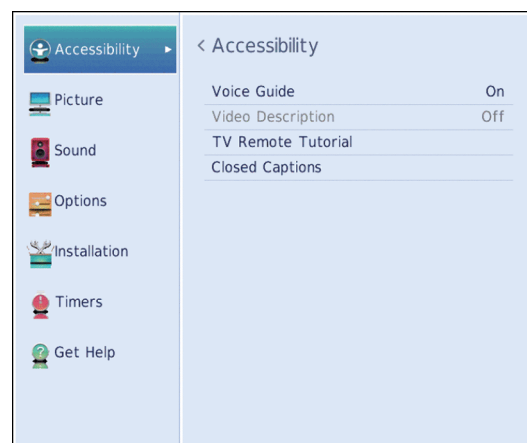 Accessibility
Picture
Sound
Options
Installation
Timers
Get Help
< Accessibility
Voice Guide On
Video Description Off
TV Remote Tutorial
Closed Captions